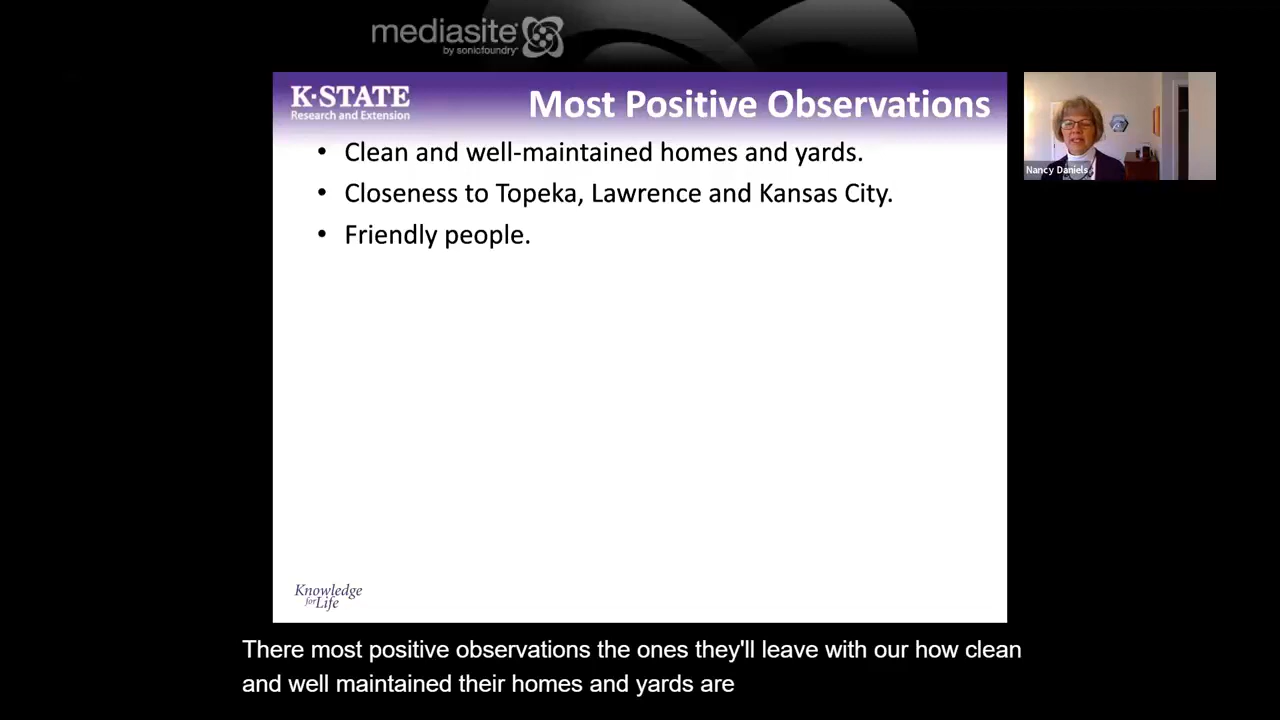 mediasite
by sonicfoundry
K·STATE
Research and Extension
Most Positive Observations
• Clean and well-maintained homes and yards.
• Closeness to Topeka, Lawrence and Kansas City.
• Friendly people.
Nancy Daniels
Knowledge
for Life
There most positive observations the ones they'll leave with our how clean
and well maintained their homes and yards are